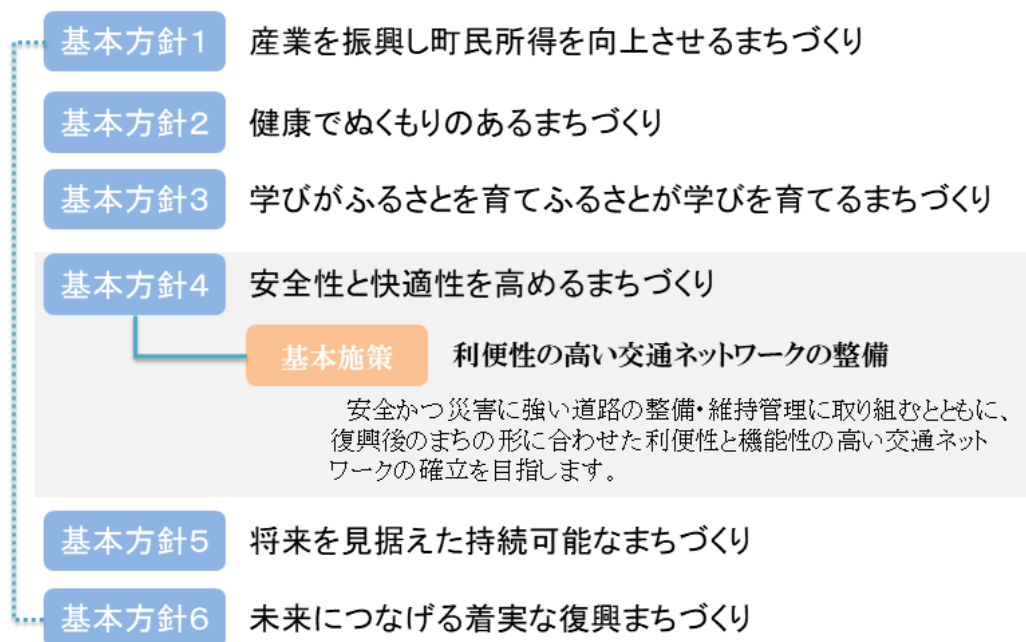 基本方針1 産業を振興し町民所得を向上させるまちづくり
基本方針2 健康でぬくもりのあるまちづくり
基本方針3 学びがふるさとを育てふるさとが学びを育てるまちづくり
基本方針4 安全性と快適性を高めるまちづくり
基本施策 利便性の高い交通ネットワークの整備
安全かつ災害に強い道路の整備・維持管理に取り組むとともに、
復興後のまちの形に合わせた利便性と機能性の高い交通ネット
ワークの確立を目指します。
基本方針5 将来を見据えた持続可能なまちづくり
基本方針6 未来につなげる着実な復興まちづくり